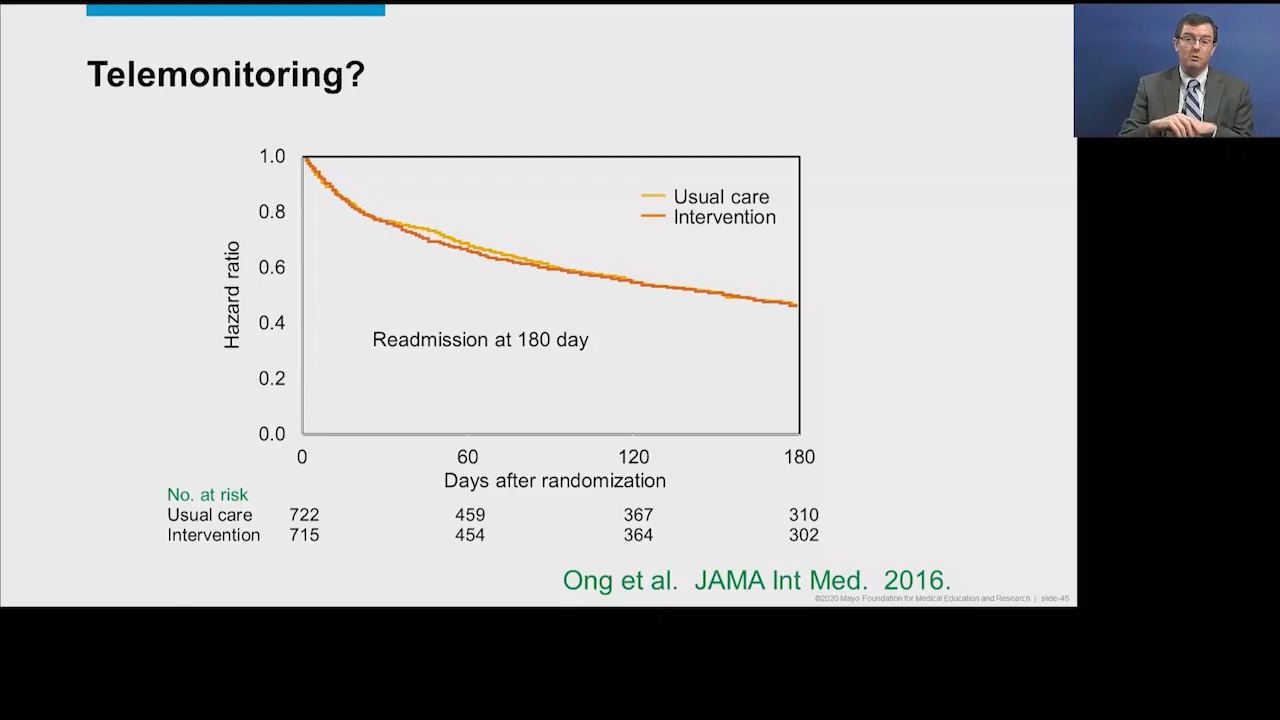 Telemonitoring?
1.0
0.8
0.6
0.4
0.2
0.0
Hazard ratio
Usual care
Intervention
Readmission at 180 day
0 60 120 180
Days after randomization
No. at risk
Usual care 722 459 367 310
Intervention 715 454 364 302
Ong et al. JAMA Int Med. 2016.
©2020 Mayo Foundation for Medical Education and Research | slide-45